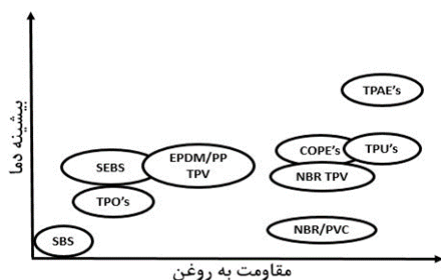 TPAE's
COPE's
TPU's
EPDM/PP
TPV
SEBS
NBR TPV
TPO's
NBR/PVC
SBS
بیشینه دما
مقاومت به روغن